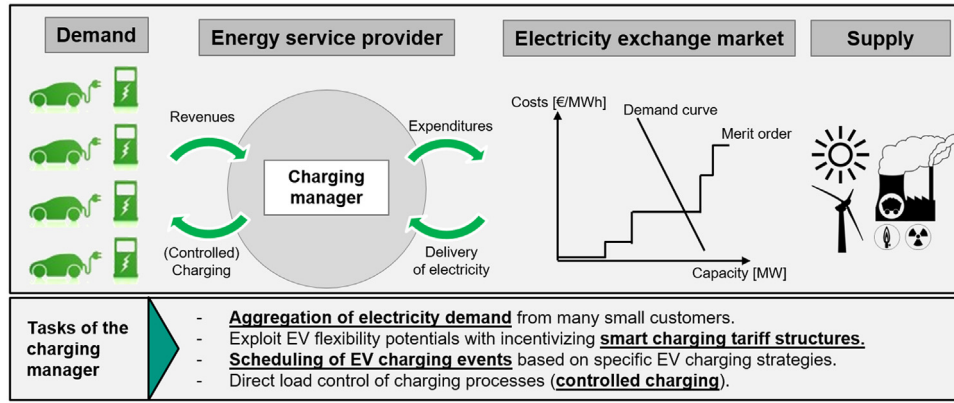 Demand
Energy service provider
Electricity exchange market
Supply
Revenues
Expenditures
Charging
manager
(Controlled)
Charging
Delivery
of electricity
Costs [€/MWh]
Demand curve
Merit order
Capacity [MW]
Tasks of the
charging
manager
- Aggregation of electricity demand from many small customers.
- Exploit EV flexibility potentials with incentivizing smart charging tariff structures.
- Scheduling of EV charging events based on specific EV charging strategies.
- Direct load control of charging processes (controlled charging).